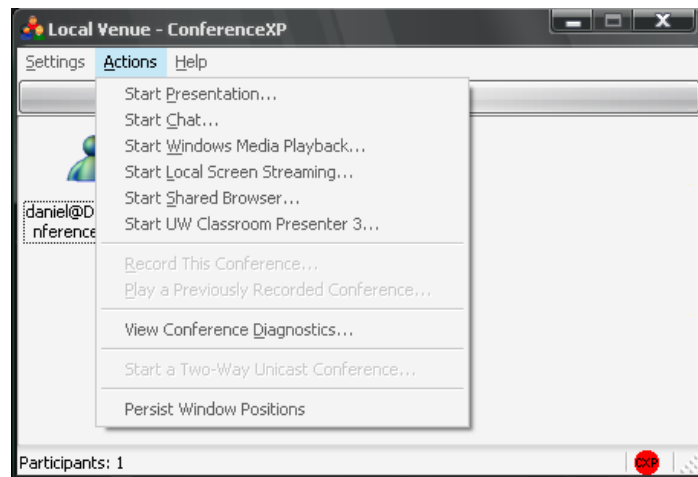 Local Venue - ConferenceXP
Settings Actions Help
Start Presentation...
Start Chat...
Start Windows Media Playback...
Start Local Screen Streaming...
Start Shared Browser...
Start UW Classroom Presenter 3...
Record This Conference...
Play a Previously Recorded Conference...
View Conference Diagnostics...
Start a Two-Way Unicast Conference...
Persist Window Positions
daniel@D
nference
Participants: 1
CXP